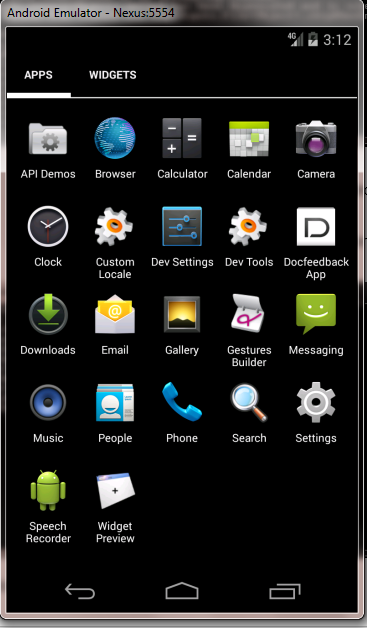 Android Emulator - Nexus:5554
4G 3:12
APPS WIDGETS
API Demos Browser Calculator Calendar Camera
Clock Custom Dev Settings Dev Tools Docfeedback
Locale App
Downloads Email Gallery Gestures Messaging
Builder
Music People Phone Search Settings
Speech Widget
Recorder Preview